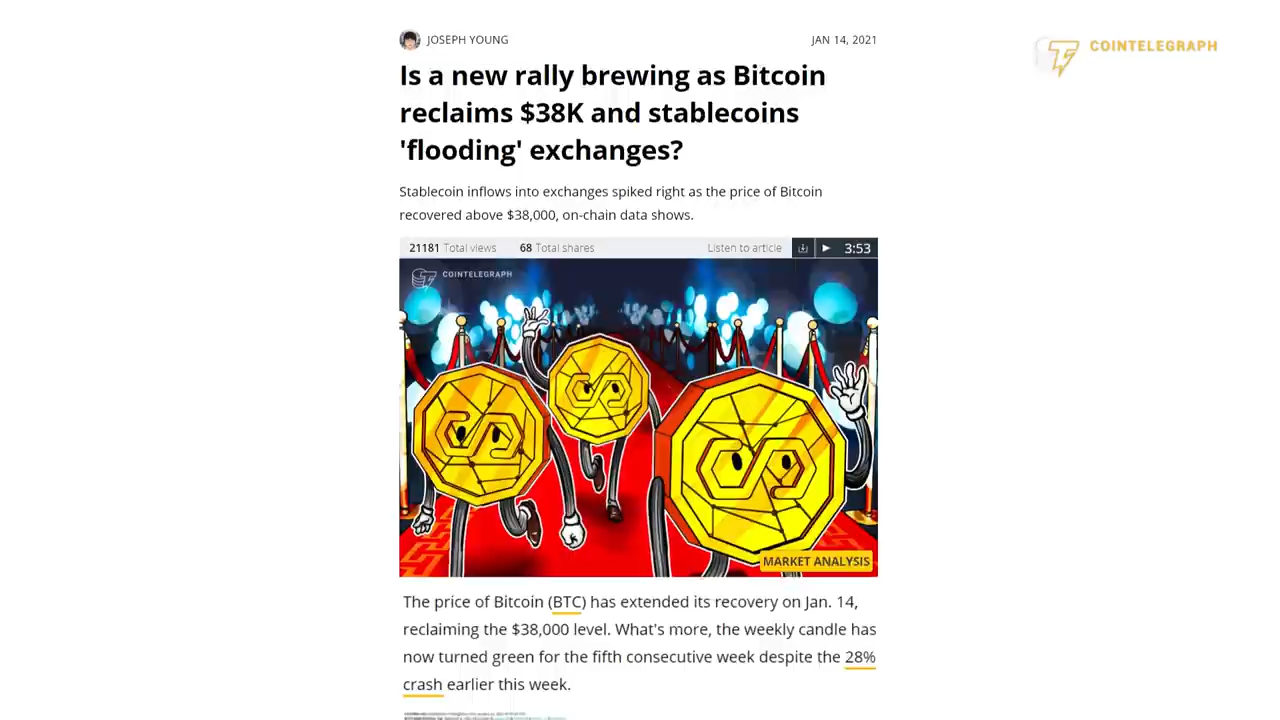 JOSEPH YOUNG
JAN 14, 2021
COINTELEGRAPH
Is a new rally brewing as Bitcoin
reclaims $38K and stablecoins
'flooding' exchanges?
Stablecoin inflows into exchanges spiked right as the price of Bitcoin
recovered above $38,000, on-chain data shows.
21181 Total views 68 Total shares Listen to article 3:53
COINTELEGRAPH
MARKET ANALYSIS
The price of Bitcoin (BTC) has extended its recovery on Jan. 14,
reclaiming the $38,000 level. What's more, the weekly candle has
now turned green for the fifth consecutive week despite the 28%
crash earlier this week.